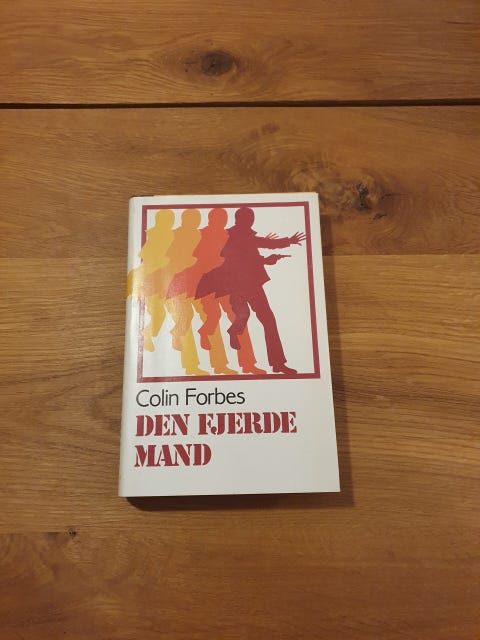 Colin Forbes
DEN FJERDE
MAND